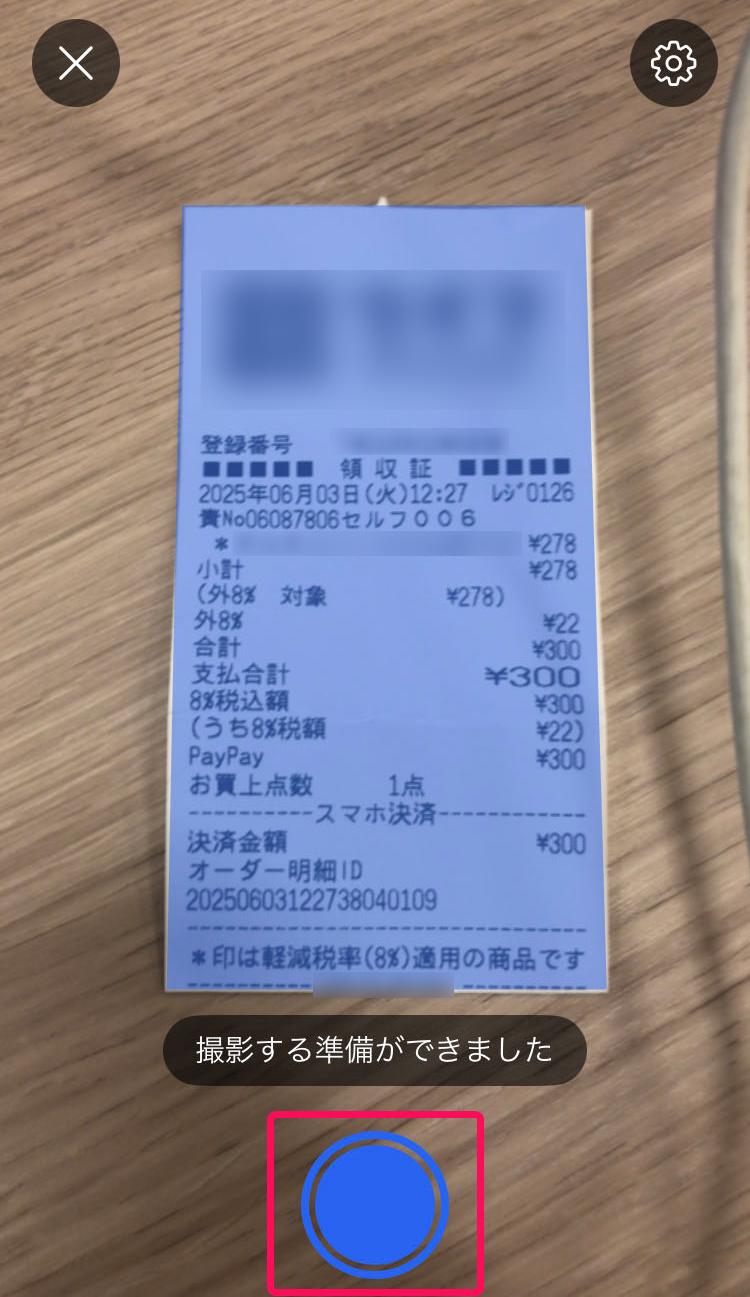 登録番号
■■■■■ 領収証 ■■■■■
2025年06月03日(火)12:27 ﾚｼﾞ0126
責No06087806セルフ006
* ¥278
小計 ¥278
(外8% 対象 ¥278)
外8% ¥22
合計 ¥300
支払合計 ¥300
8%税込額 ¥300
(うち8%税額 ¥22)
PayPay ¥300
お買上点数 1点
----------スマホ決済------------
決済金額 ¥300
オーダー明細ID
20250603122738040109
--------------------------------
*印は軽減税率(8%)適用の商品です
撮影する準備ができました